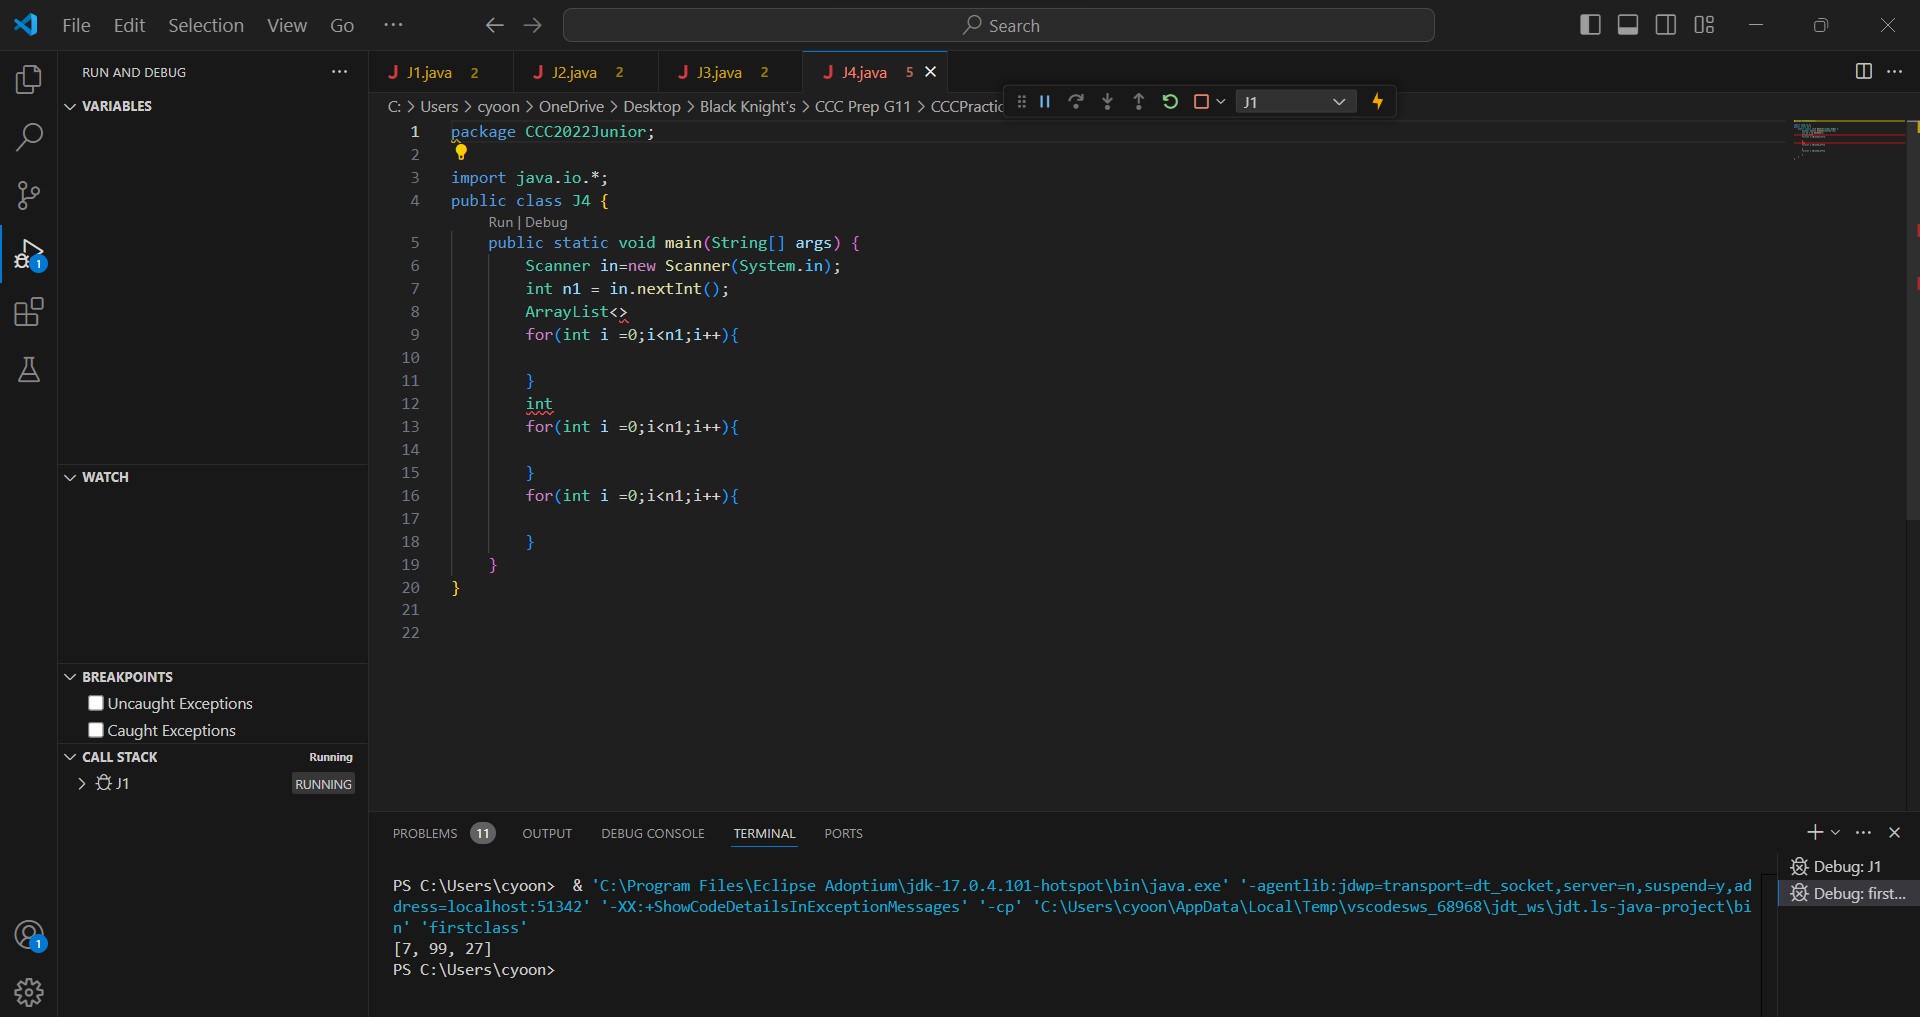 File Edit Selection View Go ··· Search
RUN AND DEBUG ···
J1.java 2 J2.java 2 J3.java 2 J4.java 5
VARIABLES
C: > Users > cyoon > OneDrive > Desktop > Black Knight's > CCC Prep G11 > J1
1 package CCC2022Junior;
2
3 import java.io.*;
4 public class J4 {
Run | Debug
5 public static void main(String[] args) {
6 Scanner in=new Scanner(System.in);
7 int n1 = in.nextInt();
8 ArrayList<>
9 for(int i =0;i<n1;i++){
10
11 }
12 int
13 for(int i =0;i<n1;i++){
14
15 }
16 for(int i =0;i<n1;i++){
17
18 }
19 }
20 }
21
22
WATCH
BREAKPOINTS
Uncaught Exceptions
Caught Exceptions
CALL STACK Running
J1 RUNNING
1
1
PROBLEMS 11 OUTPUT DEBUG CONSOLE TERMINAL PORTS
PS C:\Users\cyoon> & 'C:\Program Files\Eclipse Adoptium\jdk-17.0.4.101-hotspot\bin\java.exe' '-agentlib:jdwp=transport=dt_socket,server=n,suspend=y,ad
dress=localhost:51342' '-XX:+ShowCodeDetailsInExceptionMessages' '-cp' 'C:\Users\cyoon\AppData\Local\Temp\vscodesws_68968\jdt_ws\jdt.ls-java-project\bi
n' 'firstclass'
[7, 99, 27]
PS C:\Users\cyoon>
Debug: J1
Debug: first...